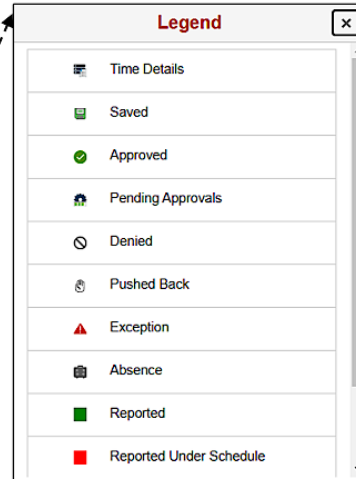 Legend
Time Details
Saved
Approved
Pending Approvals
Denied
Pushed Back
Exception
Absence
Reported
Reported Under Schedule